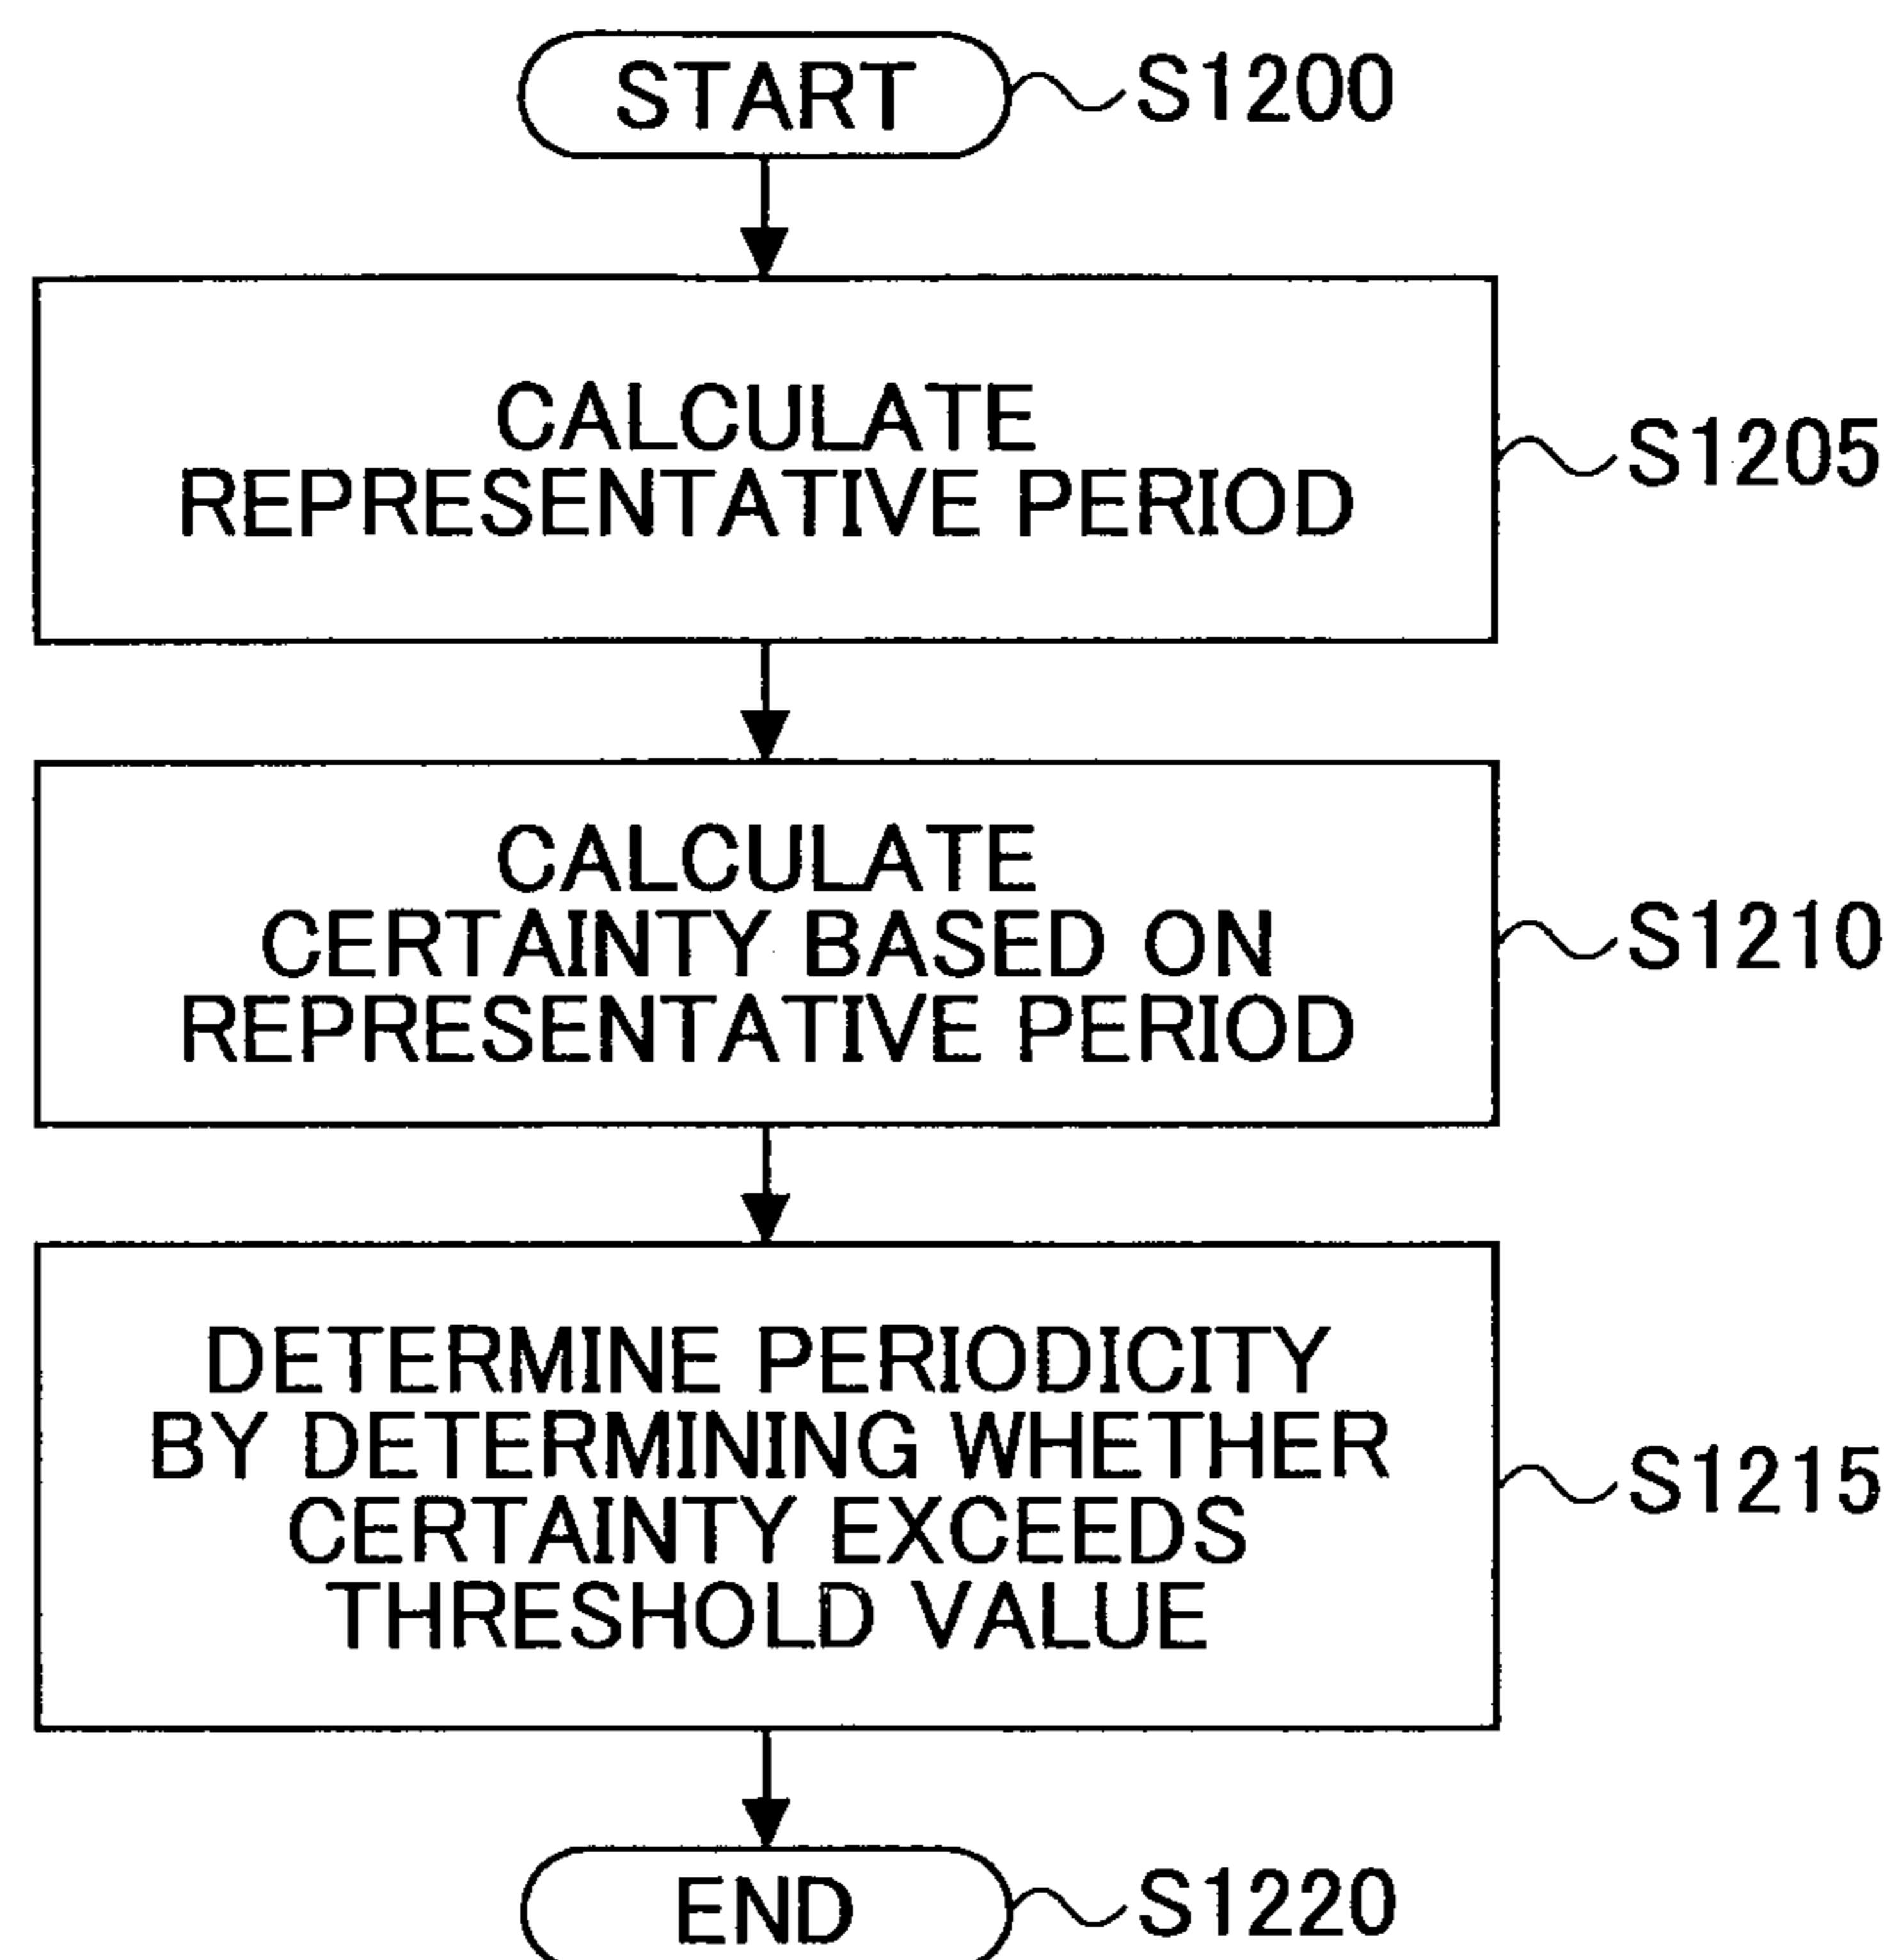 START
S1200
CALCULATE
REPRESENTATIVE PERIOD
S1205
CALCULATE
CERTAINTY BASED ON
REPRESENTATIVE PERIOD
S1210
DETERMINE PERIODICITY
BY DETERMINING WHETHER
CERTAINTY EXCEEDS
THRESHOLD VALUE
S1215
END
S1220